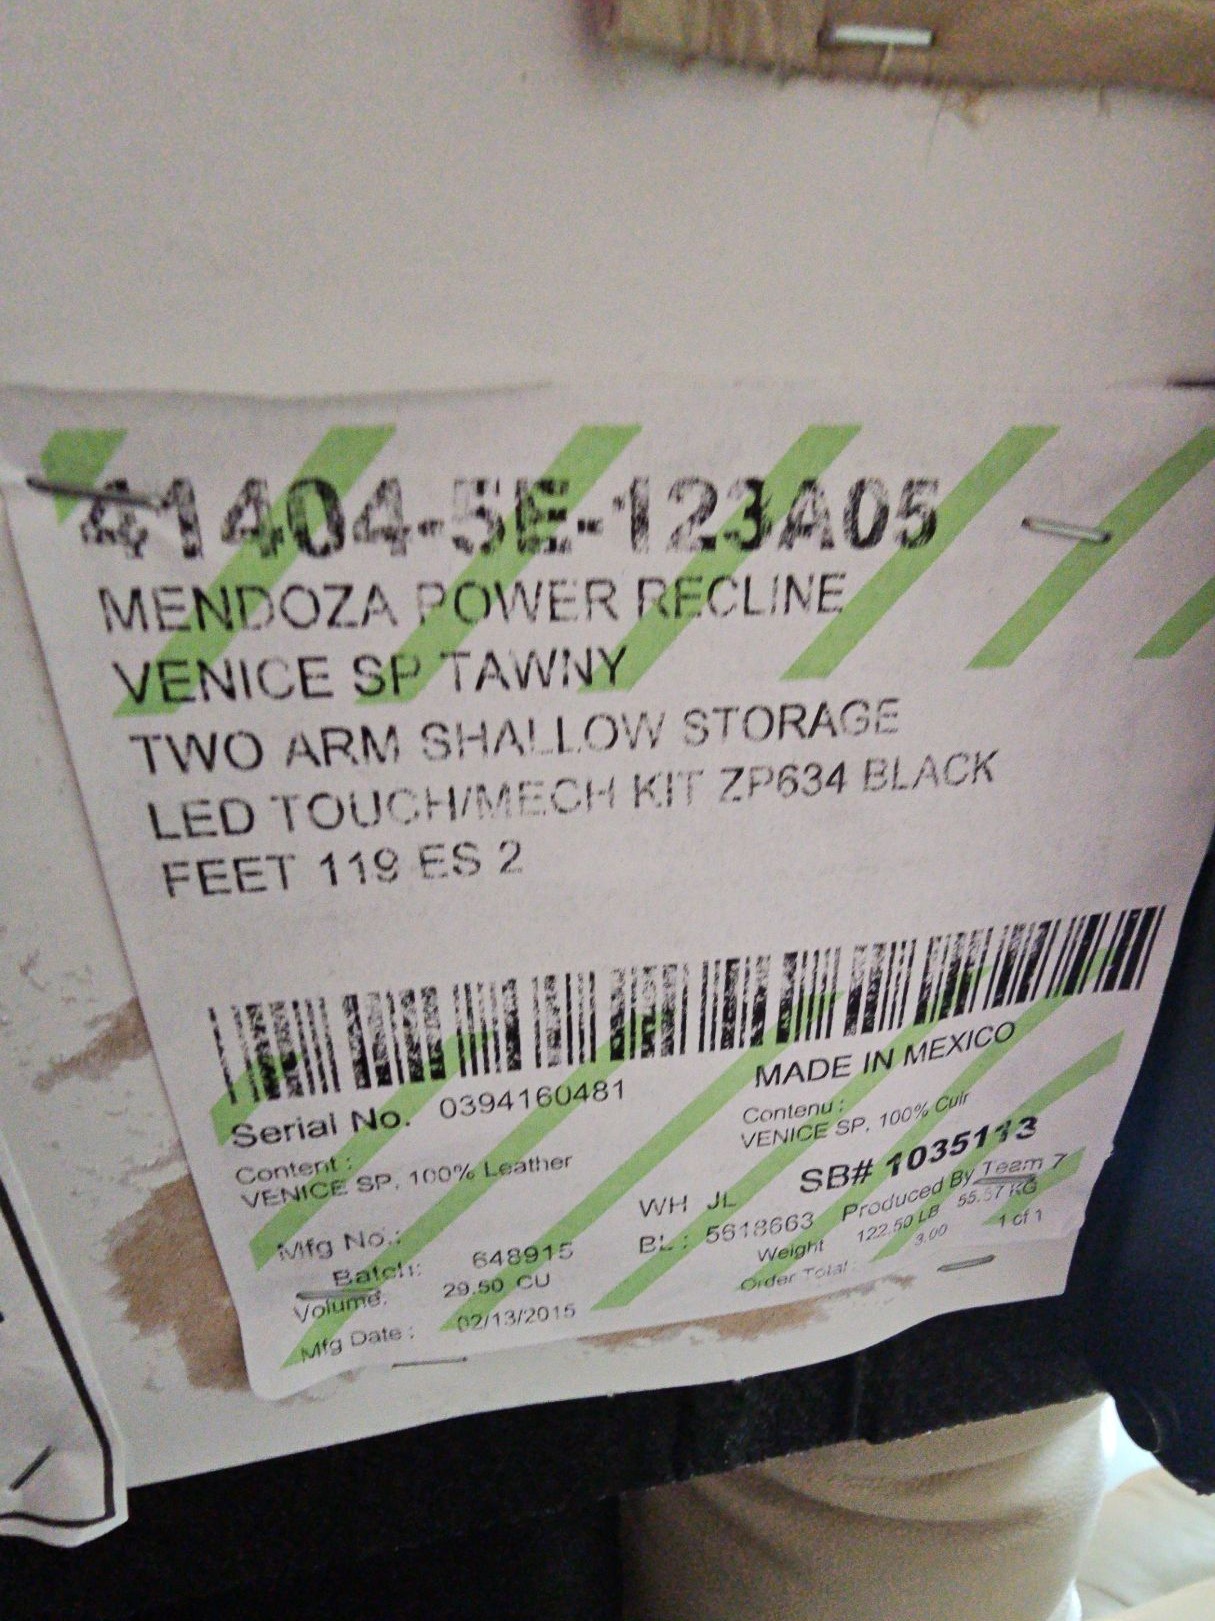 41404-5E-123A05
MENDOZA POWER RECLINE
VENICE SP TAWNY
TWO ARM SHALLOW STORAGE
LED TOUCH/MECH KIT ZP634 BLACK
FEET 119 ES 2
Serial No. 0394160481
MADE IN MEXICO
Content :
VENICE SP, 100% Leather
Contenu :
VENICE SP, 100% Cuir
SB# 1035113
WH JL
BL : 5618663
Produced By Team 7
Weight 122.50 LB 55.57 KG
Order Total : 3.00 1 of 1
Mfg No.:
Batch: 648915
Volume: 29.50 CU
Mfg Date : 02/13/2015